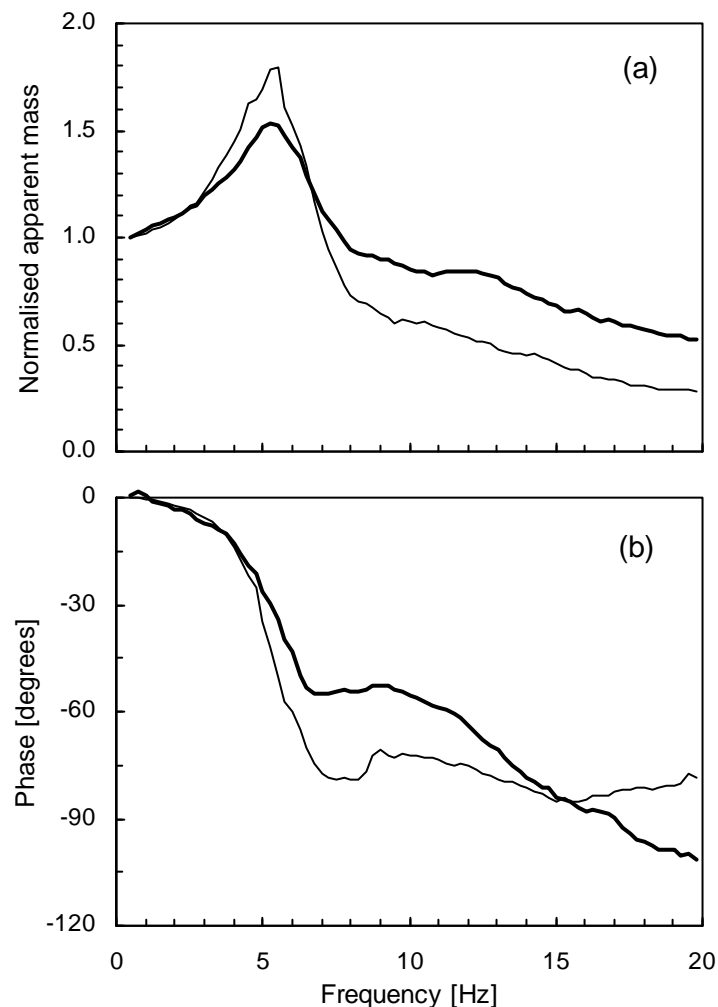 2.0
(a)
1.5
1.0
0.5
0.0
Normalised apparent mass
0
(b)
-30
-60
-90
-120
Phase [degrees]
0 5 10 15 20
Frequency [Hz]